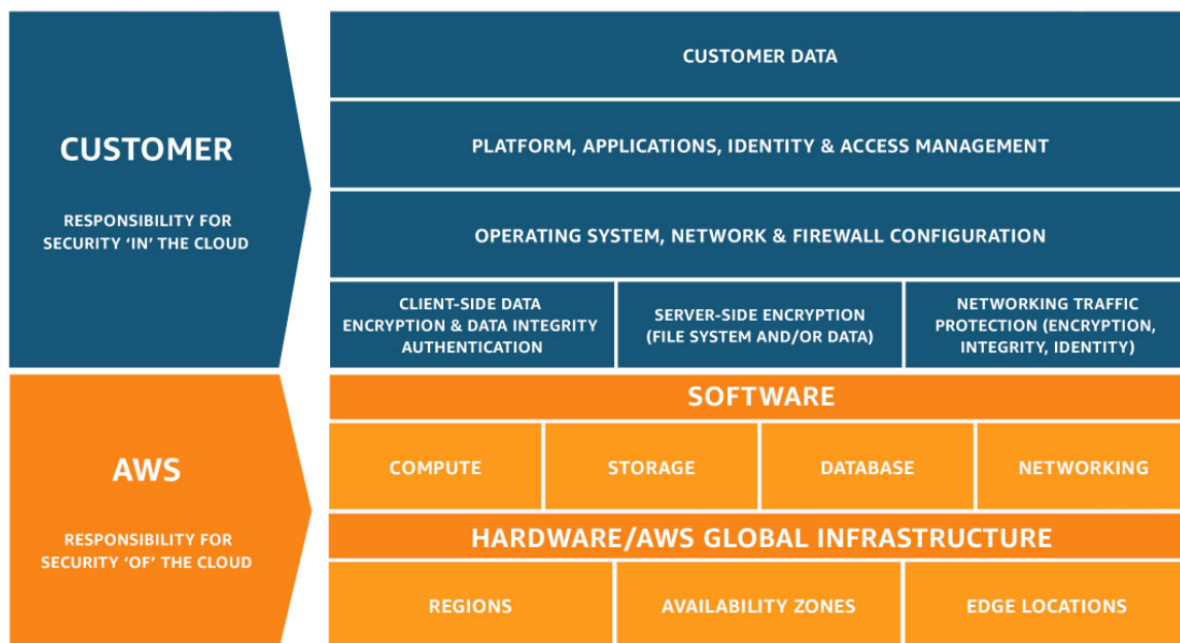 CUSTOMER
RESPONSIBILITY FOR
SECURITY ‘IN’ THE CLOUD
CUSTOMER DATA
PLATFORM, APPLICATIONS, IDENTITY & ACCESS MANAGEMENT
OPERATING SYSTEM, NETWORK & FIREWALL CONFIGURATION
CLIENT-SIDE DATA
ENCRYPTION & DATA INTEGRITY
AUTHENTICATION
SERVER-SIDE ENCRYPTION
(FILE SYSTEM AND/OR DATA)
NETWORKING TRAFFIC
PROTECTION (ENCRYPTION,
INTEGRITY, IDENTITY)
AWS
RESPONSIBILITY FOR
SECURITY ‘OF’ THE CLOUD
SOFTWARE
COMPUTE
STORAGE
DATABASE
NETWORKING
HARDWARE/AWS GLOBAL INFRASTRUCTURE
REGIONS
AVAILABILITY ZONES
EDGE LOCATIONS